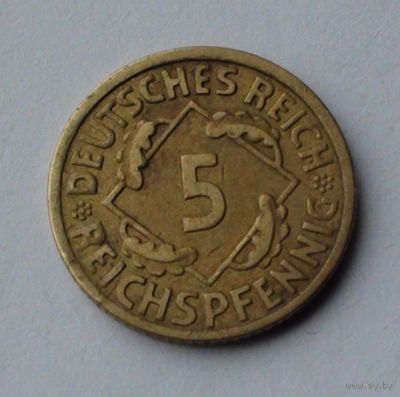 DEUTSCHES REICH
5
REICHSPFENNIG
www.ay.by